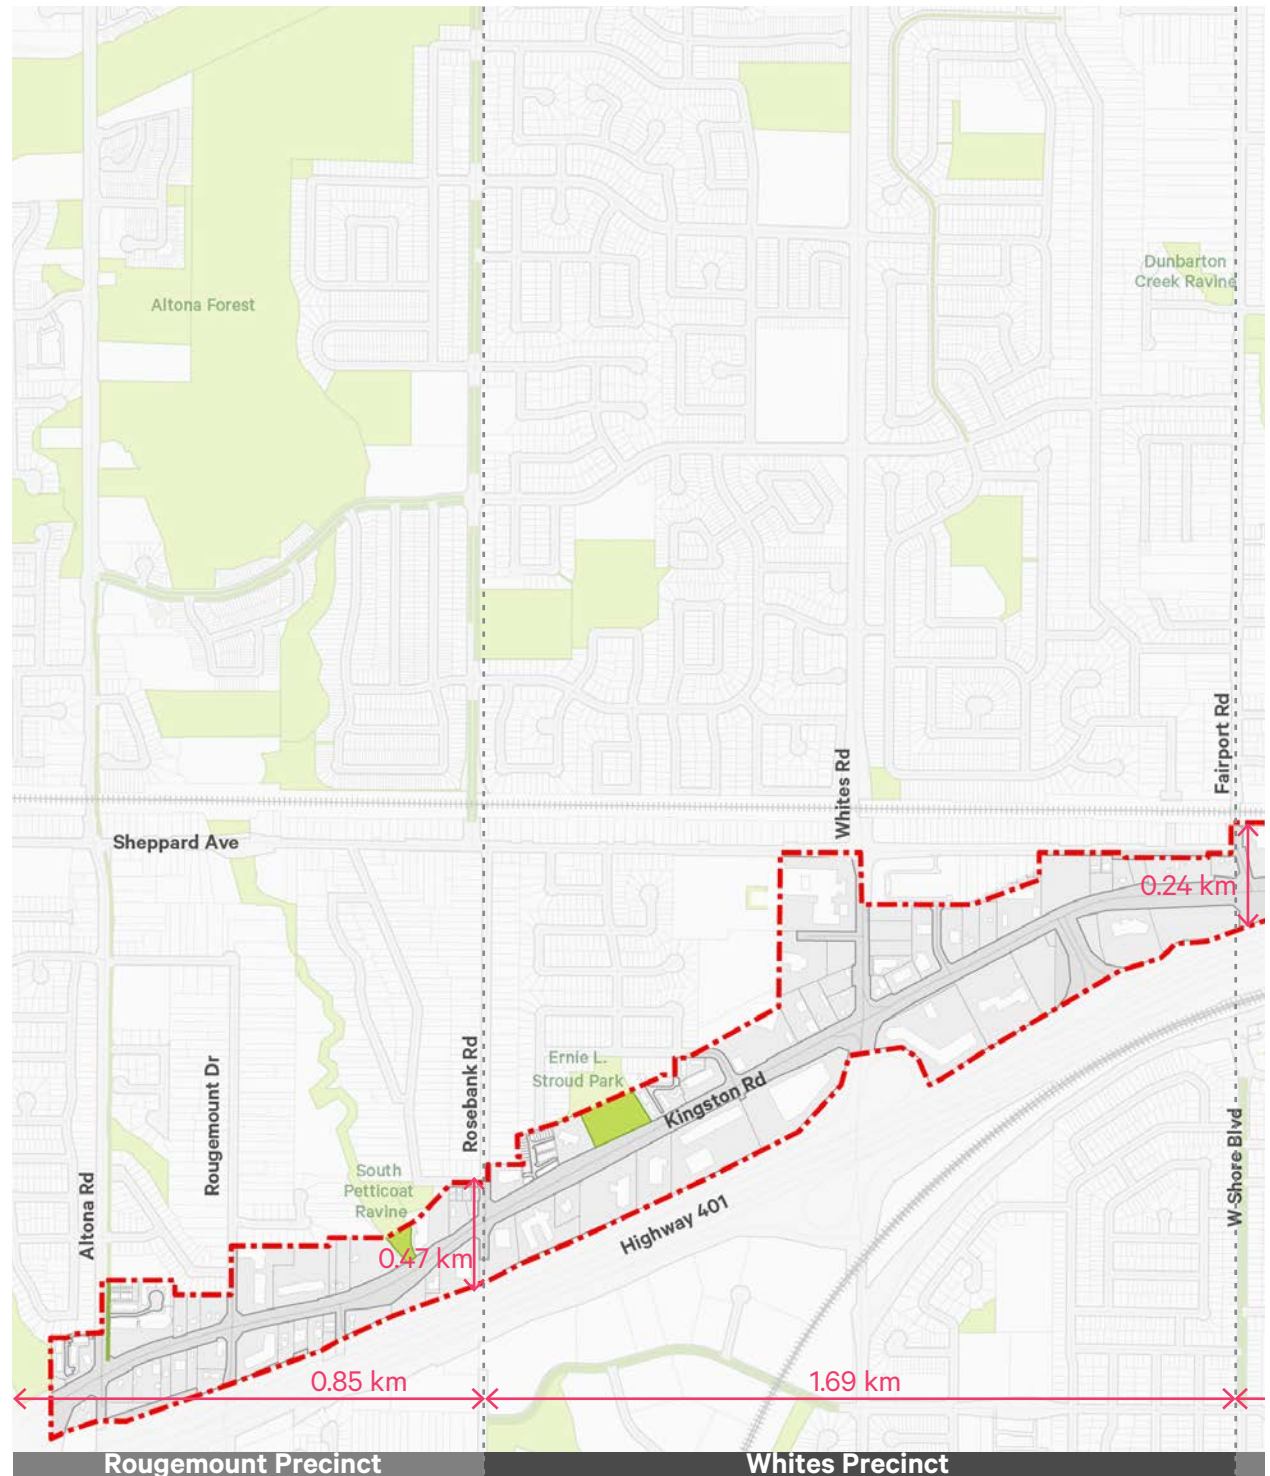 Dunbarton
Creek Ravine
Altona Forest
Fairport Rd
Whites Rd
Sheppard Ave
0.24 km
Ernie L.
Stroud Park
Rosebank Rd
Kingston Rd
Rougemount Dr
W-Shore Blvd
South
Petticoat
Ravine
Altona Rd
Highway 401
0.47 km
0.85 km
1.69 km
Rougemount Precinct
Whites Precinct